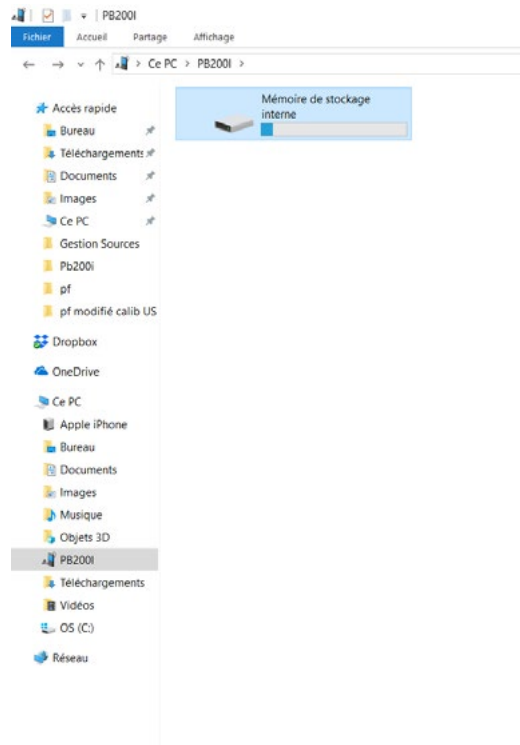 PB200I
Fichier Accueil Partage Affichage
Ce PC > PB200I >
Mémoire de stockage
interne
Accès rapide
Bureau
Téléchargements
Documents
Images
Ce PC
Gestion Sources
Pb200i
pf
pf modifié calib US
Dropbox
OneDrive
Ce PC
Apple iPhone
Bureau
Documents
Images
Musique
Objets 3D
PB200I
Téléchargements
Vidéos
OS (C:)
Réseau